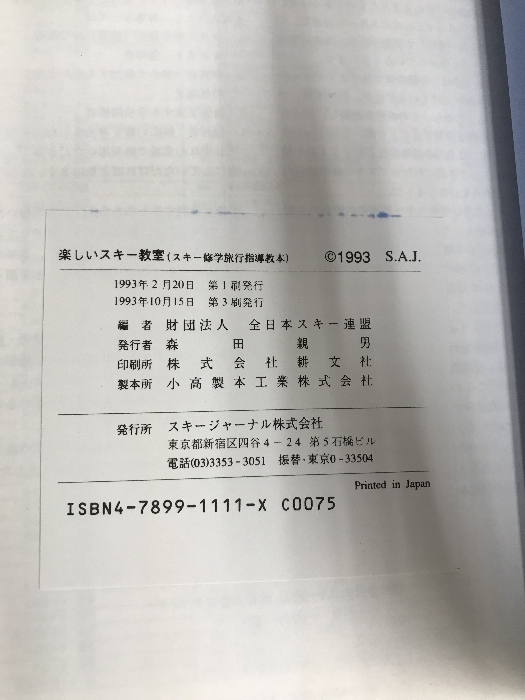 楽しいスキー教室(スキー修学旅行指導教本) ©1993 S.A.J.
1993年2月20日 第1刷発行
1993年10月15日 第3刷発行
編者 財団法人 全日本スキー連盟
発行者 森田親男
印刷所 株式会社耕文社
製本所 小高製本工業株式会社
発行所 スキージャーナル株式会社
東京都新宿区四谷4-24 第5石橋ビル
電話(03)3353-3051 振替・東京0-33504
Printed in Japan
ISBN4-7899-1111-X C0075